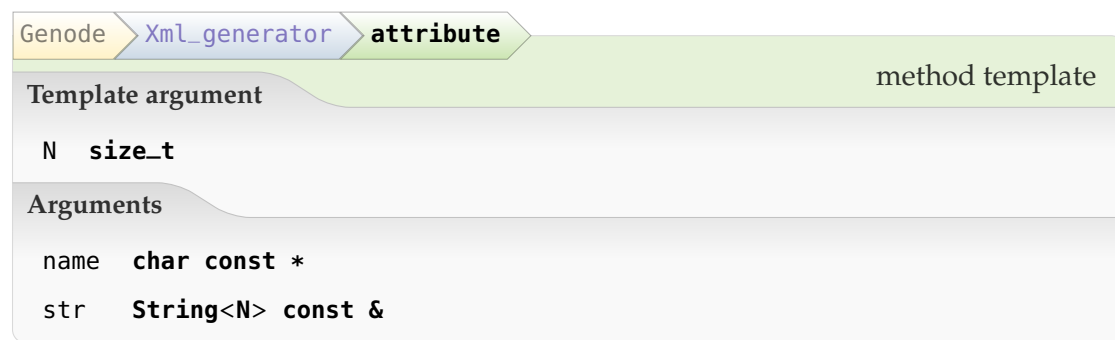 Genode Xml_generator attribute
method template
Template argument
N size_t
Arguments
name char const *
str String<N> const &